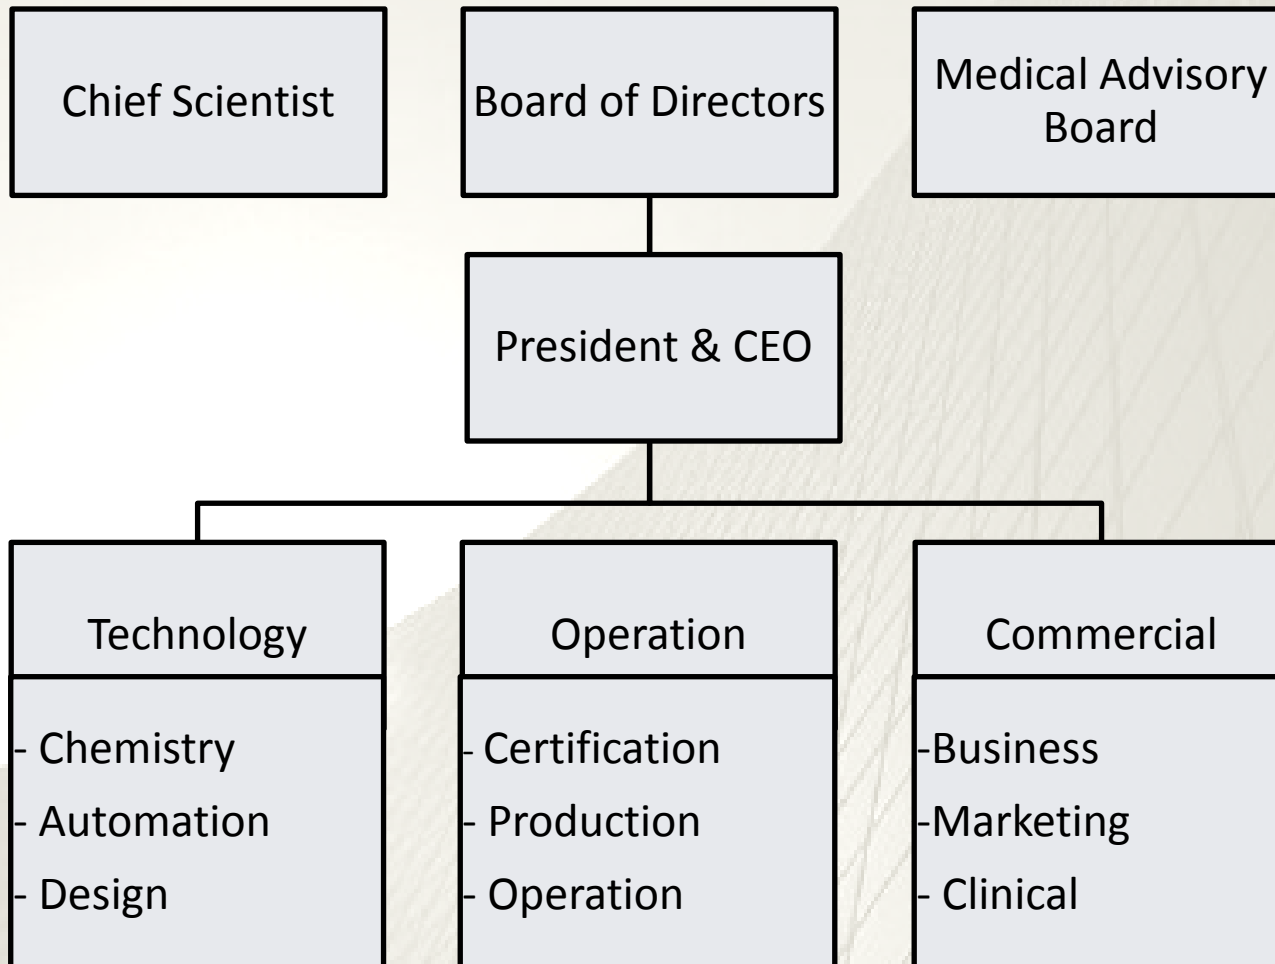 Chief Scientist
Board of Directors
Medical Advisory
Board
President & CEO
Technology
- Chemistry
- Automation
- Design
Operation
- Certification
- Production
- Operation
Commercial
-Business
-Marketing
- Clinical